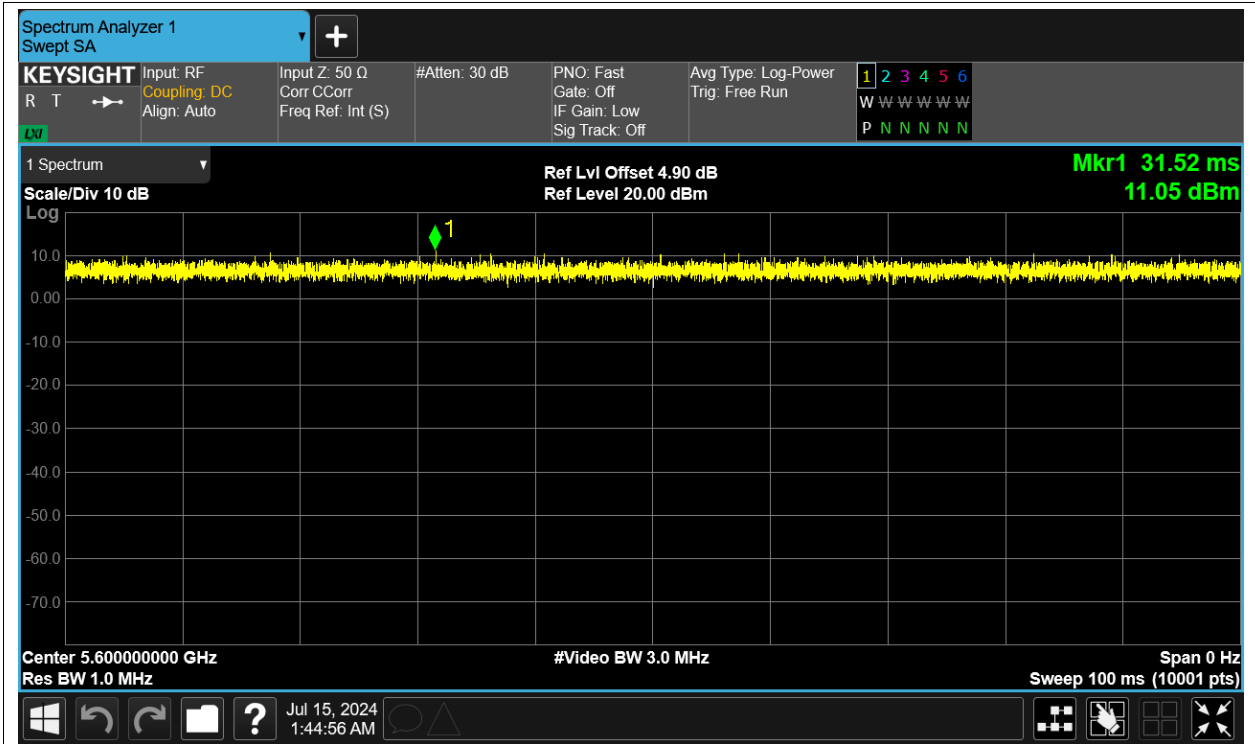 Spectrum Analyzer 1
Swept SA
+
KEYSIGHT
R T
LXI
Input: RF
Coupling: DC
Align: Auto
Input Z: 50 Ω
Corr CCorr
Freq Ref: Int (S)
#Atten: 30 dB
PNO: Fast
Gate: Off
IF Gain: Low
Sig Track: Off
Avg Type: Log-Power
Trig: Free Run
1 2 3 4 5 6
W W W W W W
P N N N N N
1 Spectrum
Scale/Div 10 dB
Log
Ref Lvl Offset 4.90 dB
Ref Level 20.00 dBm
Mkr1 31.52 ms
11.05 dBm
1
10.0
0.00
-10.0
-20.0
-30.0
-40.0
-50.0
-60.0
-70.0
Center 5.600000000 GHz
Res BW 1.0 MHz
#Video BW 3.0 MHz
Span 0 Hz
Sweep 100 ms (10001 pts)
?
Jul 15, 2024
1:44:56 AM